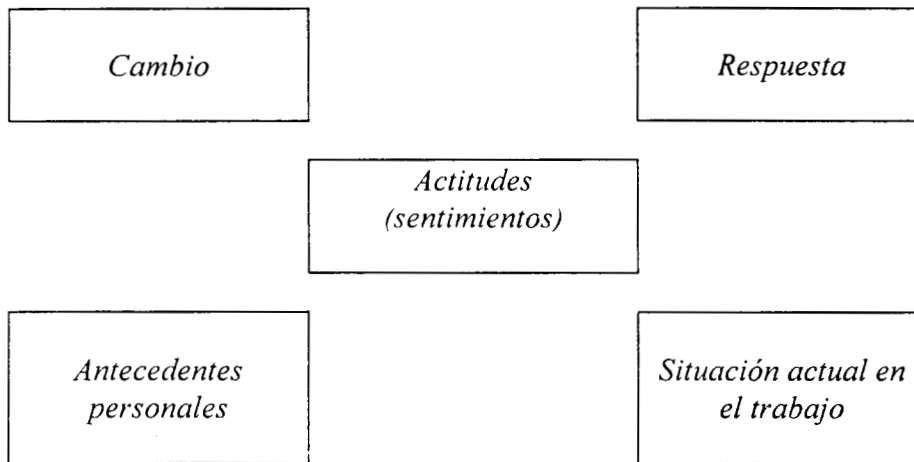 Cambio
Respuesta
Actitudes
(sentimientos)
Antecedentes
personales
Situación actual en
el trabajo